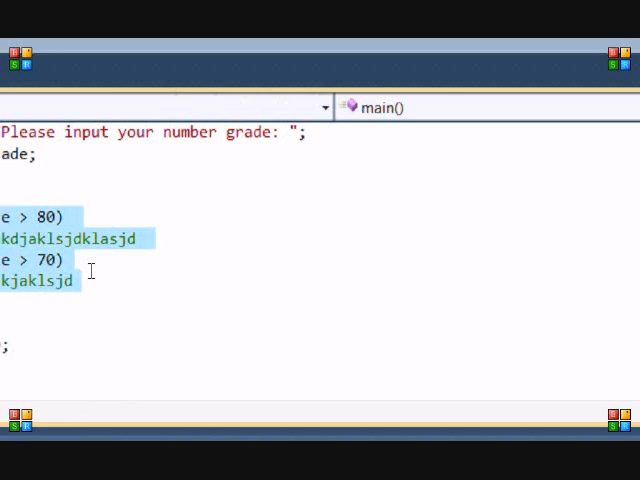 main()
Please input your number grade: ";
ade;
e > 80)
kdjaklsjdklasjd
e > 70)
kjaklsjd
;